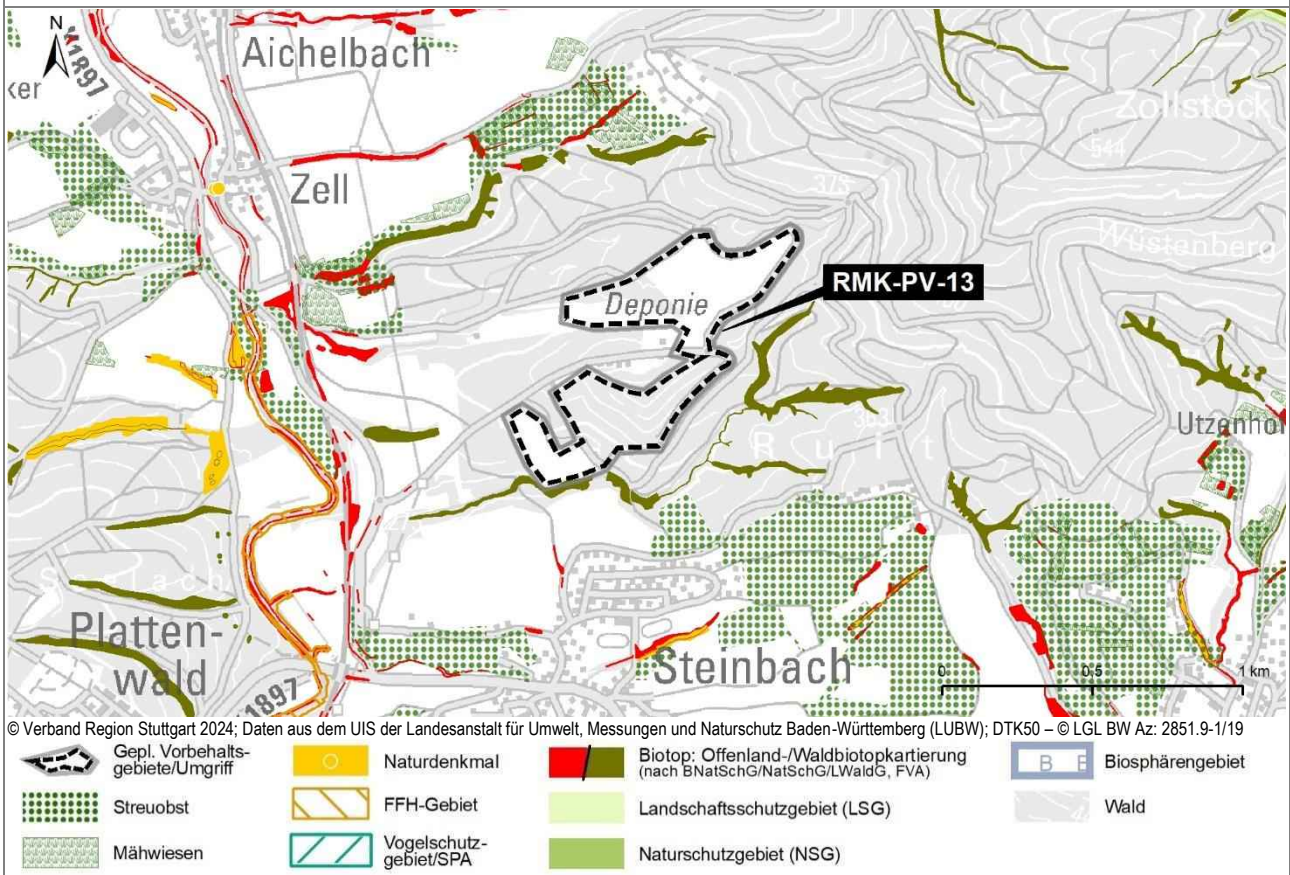 N
1897
Aichelbach
ker
Zollstock
544
Zell
375
Wüstenberg
RMK-PV-13
Deponie
Utzenhof
363
R u i t
Platten-
wald
1897
Steinbach
0
0,5
1 km
© Verband Region Stuttgart 2024; Daten aus dem UIS der Landesanstalt für Umwelt, Messungen und Naturschutz Baden-Württemberg (LUBW); DTK50 – © LGL BW Az: 2851.9-1/19
Gepl. Vorbehalts-
gebiete/Umgriff
Naturdenkmal
Biotop: Offenland-/Waldbiotopkartierung
(nach BNatSchG/NatSchG/LWaldG, FVA)
B
Biosphärengebiet
Streuobst
FFH-Gebiet
Landschaftsschutzgebiet (LSG)
Wald
Mähwiesen
Vogelschutz-
gebiet/SPA
Naturschutzgebiet (NSG)